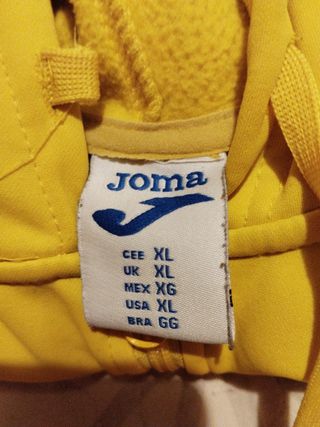 Joma
CEE XL
UK XL
MEX XG
USA XL
BRA GG